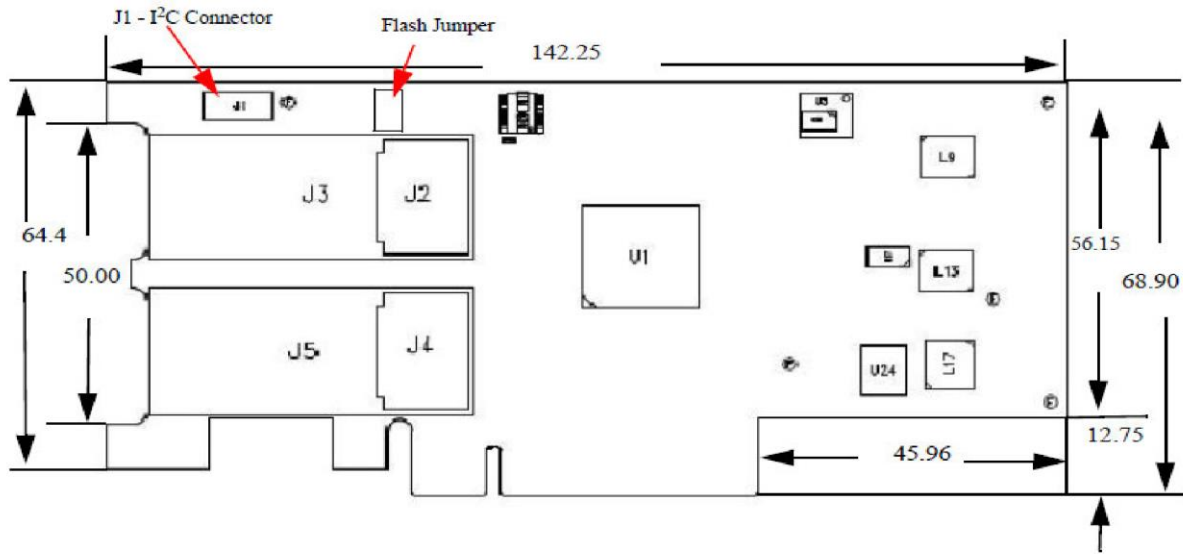 J1 - I²C Connector
Flash Jumper
142.25
J1
U5
L9
J3
J2
64.4
50.00
U1
56.15
68.90
L13
J5
J4
U24
L17
45.96
12.75